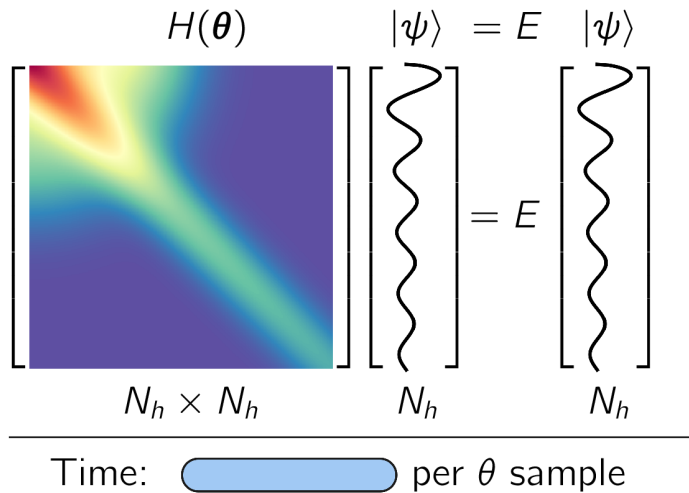 H(θ) |ψ⟩ = E |ψ⟩
= E
N_h × N_h N_h N_h
Time: per θ sample